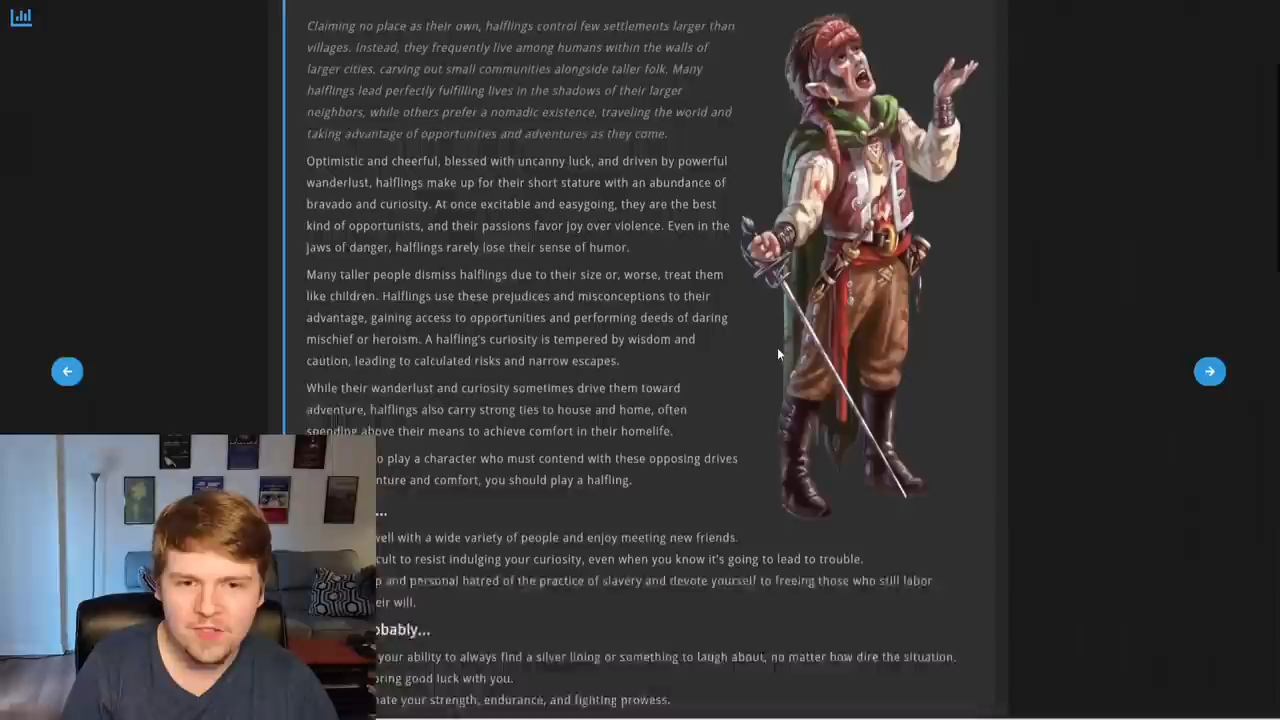 Claiming no place as their own, halflings control few settlements larger than
villages. Instead, they frequently live among humans within the walls of
larger cities, carving out small communities alongside taller folk. Many
halflings lead perfectly fulfilling lives in the shadows of their larger
neighbors, while others prefer a nomadic existence, traveling the world and
taking advantage of opportunities and adventures as they come.
Optimistic and cheerful, blessed with uncanny luck, and driven by powerful
wanderlust, halflings make up for their short stature with an abundance of
bravado and curiosity. At once excitable and easygoing, they are the best
kind of opportunists, and their passions favor joy over violence. Even in the
jaws of danger, halflings rarely lose their sense of humor.
Many taller people dismiss halflings due to their size or, worse, treat them
like children. Halflings use these prejudices and misconceptions to their
advantage, gaining access to opportunities and performing deeds of daring
mischief or heroism. A halfling's curiosity is tempered by wisdom and
caution, leading to calculated risks and narrow escapes.
While their wanderlust and curiosity sometimes drive them toward
adventure, halflings also carry strong ties to house and home, often
spending above their means to achieve comfort in their homelife.
o play a character who must contend with these opposing drives
nture and comfort, you should play a halfling.
...
well with a wide variety of people and enjoy meeting new friends.
cult to resist indulging your curiosity, even when you know it's going to lead to trouble.
p and personal hatred of the practice of slavery and devote yourself to freeing those who still labor
eir will.
obably...
your ability to always find a silver lining or something to laugh about, no matter how dire the situation.
bring good luck with you.
nate your strength, endurance, and fighting prowess.